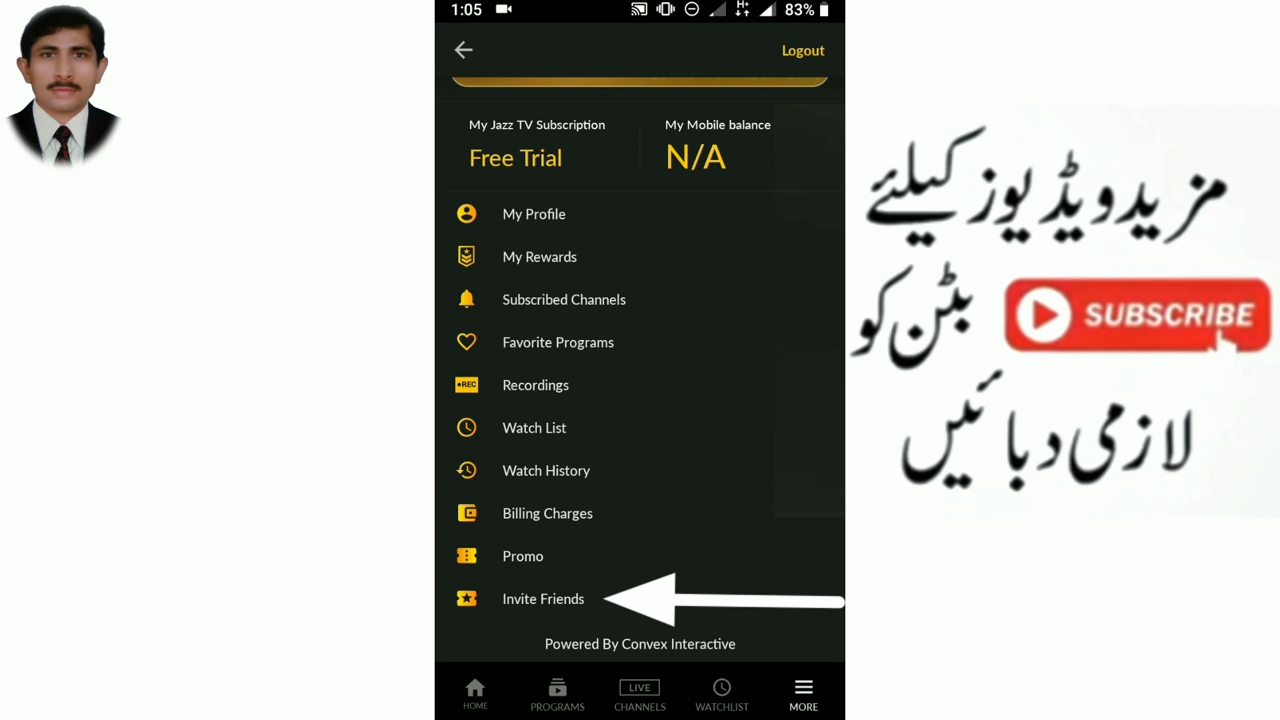 1:05
H+
83%
Logout
My Jazz TV Subscription
My Mobile balance
Free Trial
N/A
My Profile
My Rewards
Subscribed Channels
Favorite Programs
REC
Recordings
Watch List
Watch History
Billing Charges
Promo
Invite Friends
Powered By Convex Interactive
HOME
PROGRAMS
LIVE
CHANNELS
WATCHLIST
MORE
مزید ویڈیوز کیلئے
SUBSCRIBE بٹن کو
لازمی دبائیں